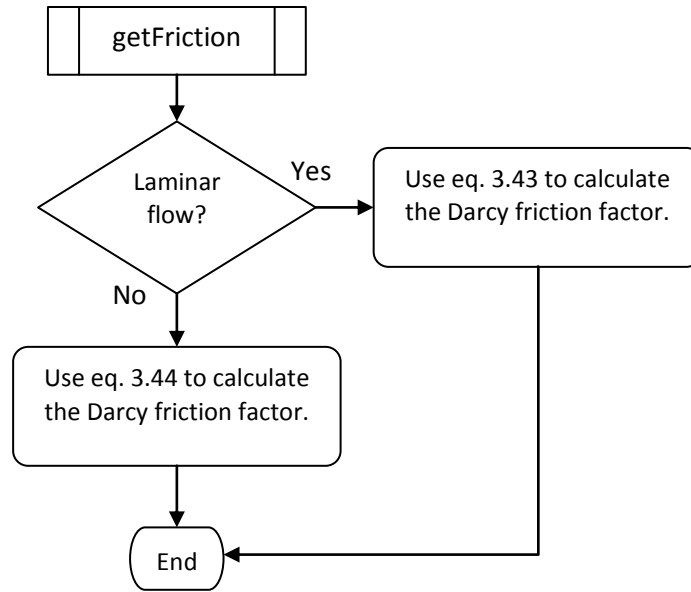 getFriction
Laminar
flow?
Yes
Use eq. 3.43 to calculate
the Darcy friction factor.
No
Use eq. 3.44 to calculate
the Darcy friction factor.
End